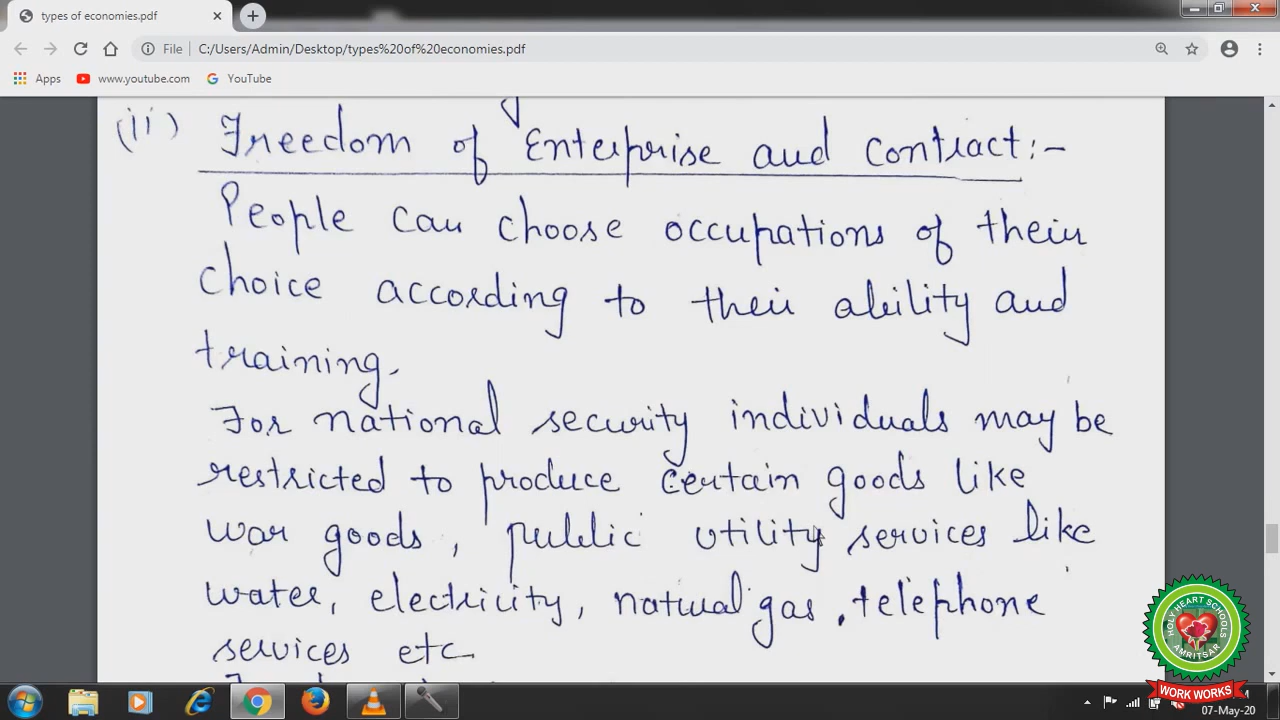 types of economies.pdf
File C:/Users/Admin/Desktop/types%20of%20economies.pdf
Apps www.youtube.com YouTube
(ii) Freedom of Enterprise and contract:-
People can choose occupations of their
choice according to their ability and
training.
For national security individuals may be
restricted to produce certain goods like
war goods, public utility services like
water, electricity, natural gas, telephone
services etc.
HOLY HEART SCHOOLS
AMRITSAR
WORK WORKS
07-May-20